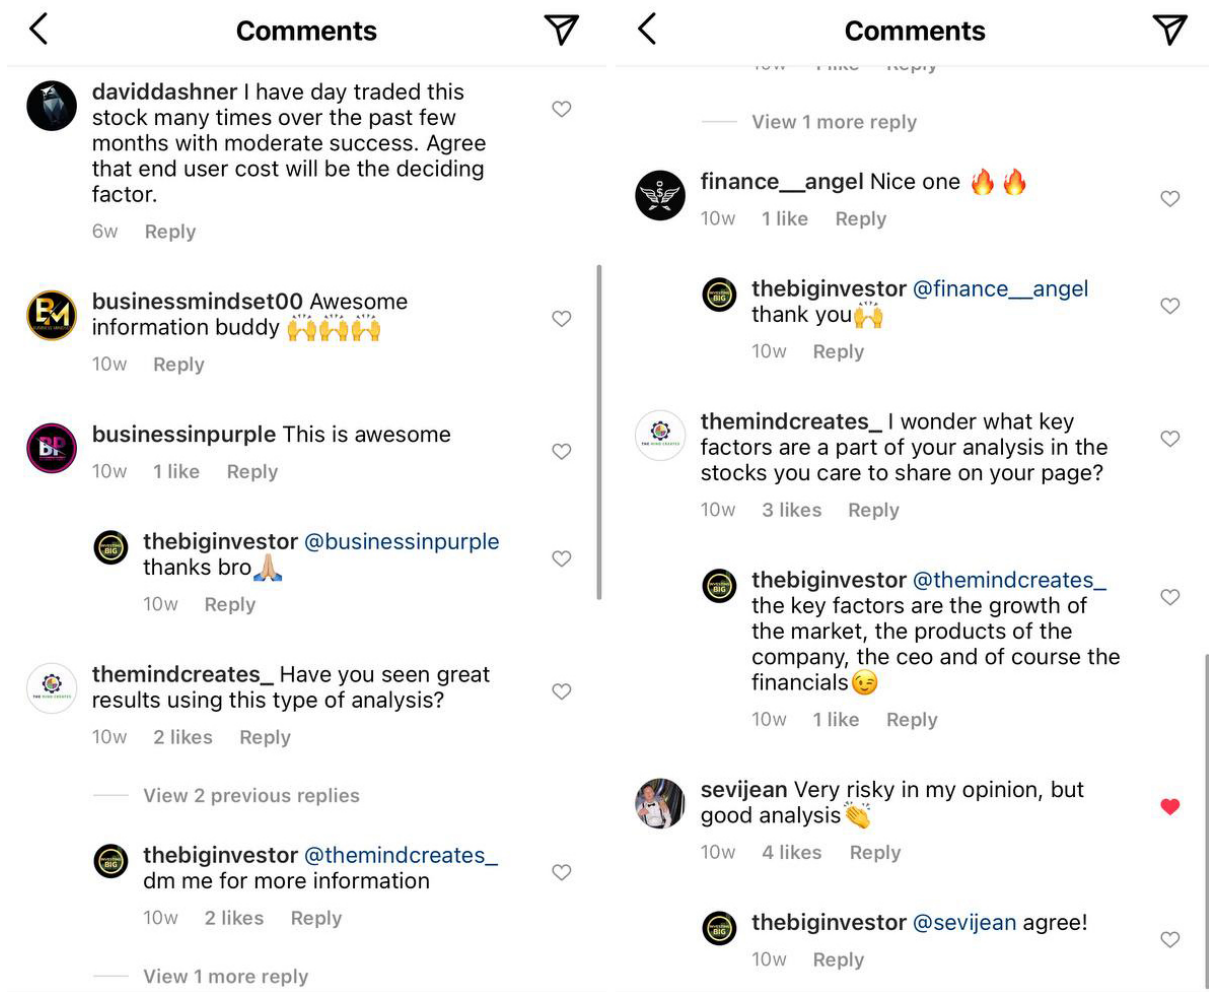 Comments
daviddashner I have day traded this
stock many times over the past few
months with moderate success. Agree
that end user cost will be the deciding
factor.
6w Reply
businessmindset00 Awesome
information buddy 🙌🙌🙌
10w Reply
businessinpurple This is awesome
10w 1 like Reply
thebiginvestor @businessinpurple
thanks bro🙏🏼
10w Reply
themindcreates_ Have you seen great
results using this type of analysis?
10w 2 likes Reply
View 2 previous replies
thebiginvestor @themindcreates_
dm me for more information
10w 2 likes Reply
View 1 more reply
Comments
10w 1 like Reply
View 1 more reply
finance__angel Nice one 🔥🔥
10w 1 like Reply
thebiginvestor @finance__angel
thank you🙌
10w Reply
themindcreates_ I wonder what key
factors are a part of your analysis in the
stocks you care to share on your page?
10w 3 likes Reply
thebiginvestor @themindcreates_
the key factors are the growth of
the market, the products of the
company, the ceo and of course the
financials😉
10w 1 like Reply
sevijean Very risky in my opinion, but
good analysis👏
10w 4 likes Reply
thebiginvestor @sevijean agree!
10w Reply